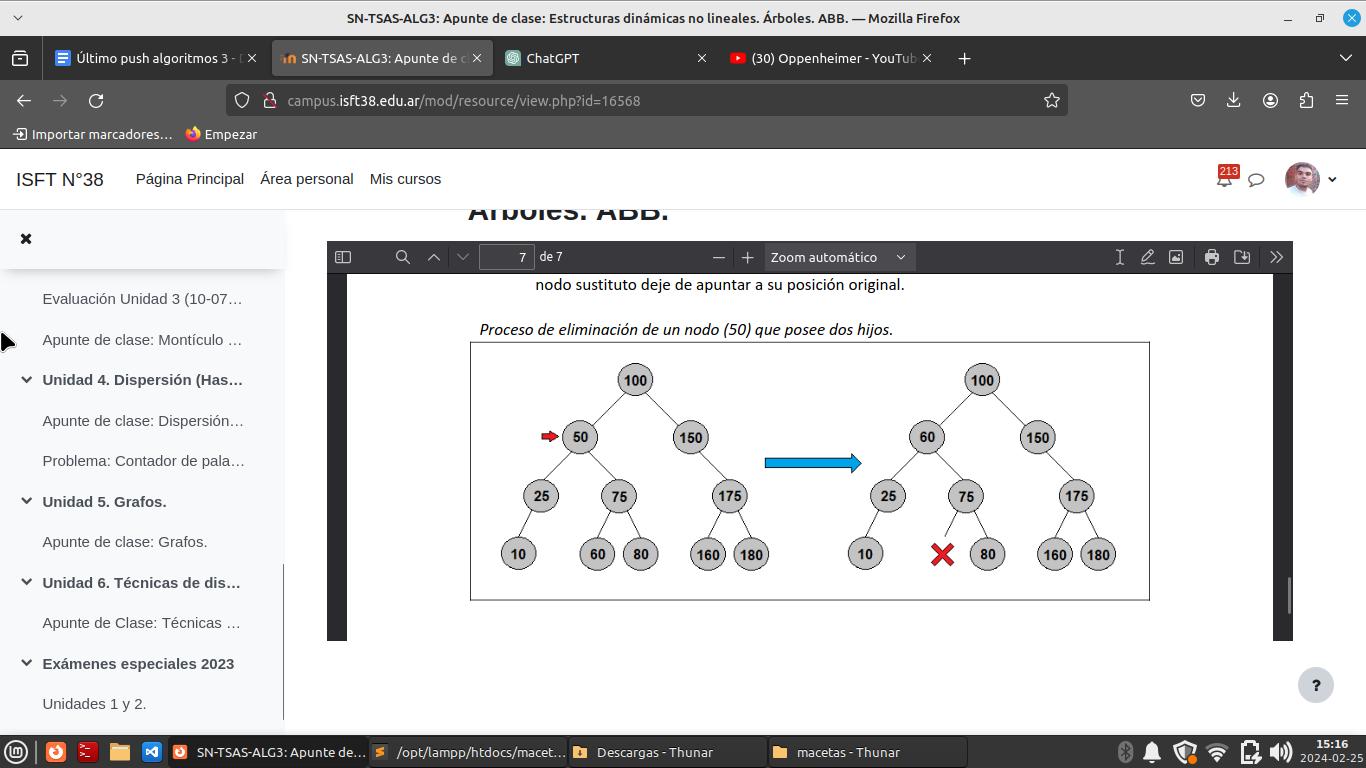 SN-TSAS-ALG3: Apunte de clase: Estructuras dinámicas no lineales. Árboles. ABB. — Mozilla Firefox
Último push algoritmos 3 -
SN-TSAS-ALG3: Apunte de c
ChatGPT
(30) Oppenheimer - YouTub
campus.isft38.edu.ar/mod/resource/view.php?id=16568
Importar marcadores…
Empezar
ISFT N°38
Página Principal
Área personal
Mis cursos
213
Árboles. ABB.
7
de 7
Zoom automático
Evaluación Unidad 3 (10-07…
Apunte de clase: Montículo …
Unidad 4. Dispersión (Has…
Apunte de clase: Dispersión…
Problema: Contador de pala…
Unidad 5. Grafos.
Apunte de clase: Grafos.
Unidad 6. Técnicas de dis…
Apunte de Clase: Técnicas …
Exámenes especiales 2023
Unidades 1 y 2.
nodo sustituto deje de apuntar a su posición original.
Proceso de eliminación de un nodo (50) que posee dos hijos.
100
50 150
25 75 175
10 60 80 160 180
100
60 150
25 75 175
10 80 160 180
?
SN-TSAS-ALG3: Apunte de...
/opt/lampp/htdocs/macet...
Descargas - Thunar
macetas - Thunar
15:16
2024-02-25